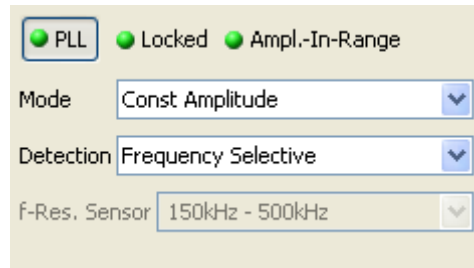 PLL Locked Ampl.-In-Range
Mode Const Amplitude
Detection Frequency Selective
f-Res. Sensor 150kHz - 500kHz